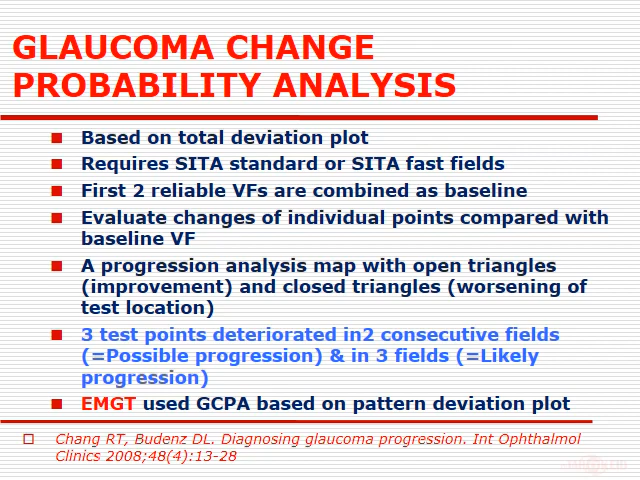 GLAUCOMA CHANGE
PROBABILITY ANALYSIS
Based on total deviation plot
Requires SITA standard or SITA fast fields
First 2 reliable VFs are combined as baseline
Evaluate changes of individual points compared with
baseline VF
A progression analysis map with open triangles
(improvement) and closed triangles (worsening of
test location)
3 test points deteriorated in2 consecutive fields
(=Possible progression) & in 3 fields (=Likely
progression)
EMGT used GCPA based on pattern deviation plot
Chang RT, Budenz DL. Diagnosing glaucoma progression. Int Ophthalmol
Clinics 2008;48(4):13-28